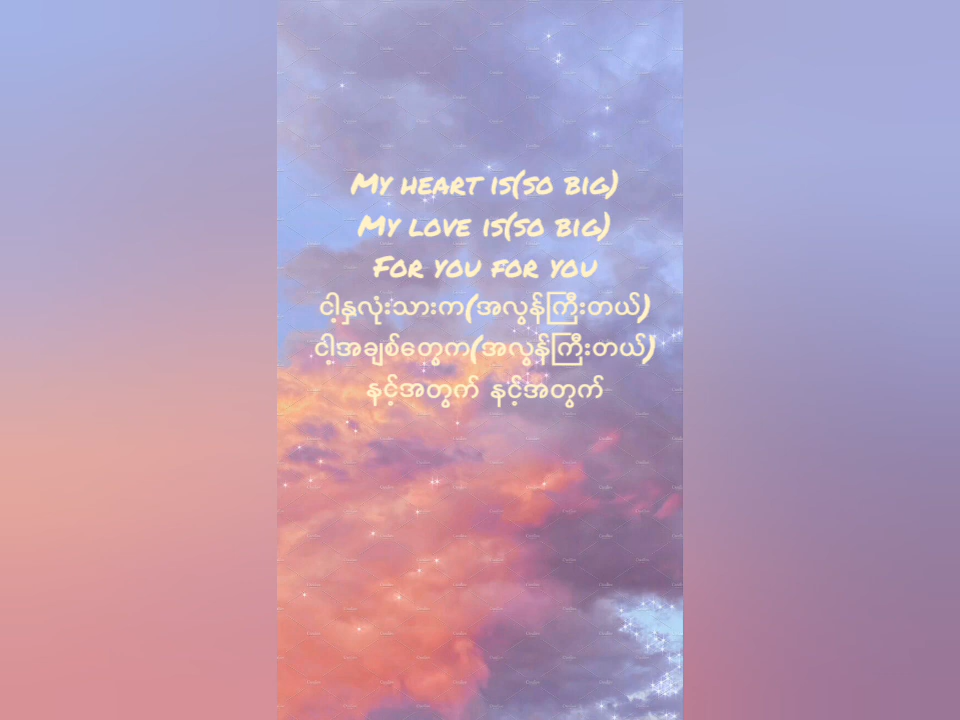 My heart is(so big)
My love is(so big)
For you for you
ငါ့နှလုံးသားက(အလွန်ကြီးတယ်)
ငါ့အချစ်တွေက(အလွန်ကြီးတယ်)
နင့်အတွက် နင့်အတွက်